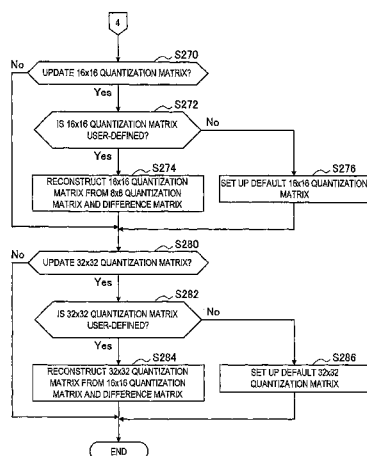 4
S270
No
UPDATE 16x16 QUANTIZATION MATRIX?
Yes
S272
IS 16x16 QUANTIZATION MATRIX
USER-DEFINED?
No
Yes
S274
RECONSTRUCT 16x16 QUANTIZATION
MATRIX FROM 8x8 QUANTIZATION
MATRIX AND DIFFERENCE MATRIX
S276
SET UP DEFAULT 16x16 QUANTIZATION
MATRIX
S280
No
UPDATE 32x32 QUANTIZATION MATRIX?
Yes
S282
IS 32x32 QUANTIZATION MATRIX
USER-DEFINED?
No
Yes
S284
RECONSTRUCT 32x32 QUANTIZATION
MATRIX FROM 16x16 QUANTIZATION
MATRIX AND DIFFERENCE MATRIX
S286
SET UP DEFAULT 32x32
QUANTIZATION MATRIX
END